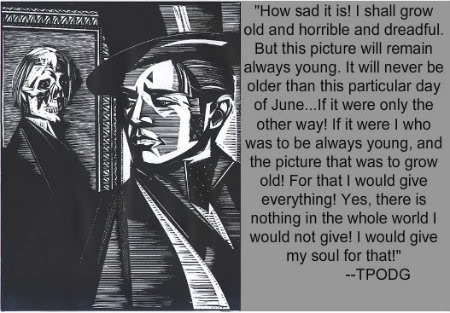 "How sad it is! I shall grow
old and horrible and dreadful.
But this picture will remain
always young. It will never be
older than this particular day
of June...If it were only the
other way! If it were I who
was to be always young, and
the picture that was to grow
old! For that I would give
everything! Yes, there is
nothing in the whole world I
would not give! I would give
my soul for that!"
--TPODG